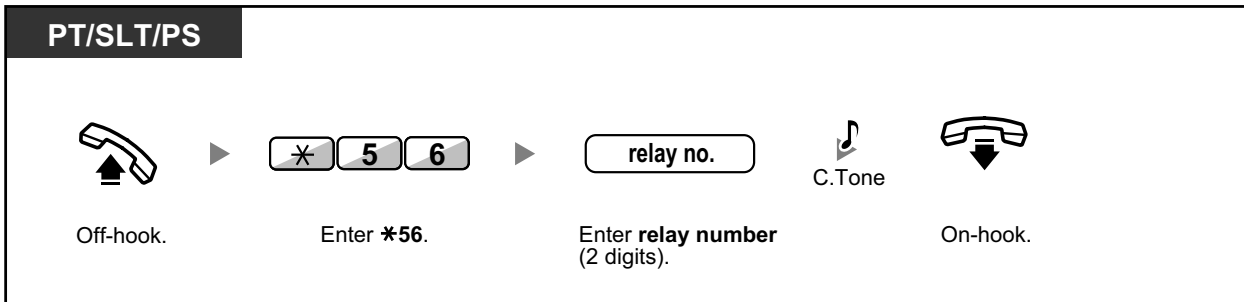 PT/SLT/PS
✳ 5 6
relay no.
C.Tone
Off-hook.
Enter ✳56.
Enter relay number
(2 digits).
On-hook.